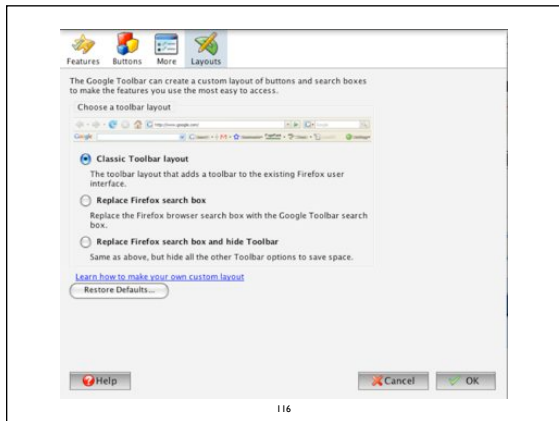 Features Buttons More Layouts
The Google Toolbar can create a custom layout of buttons and search boxes
to make the features you use the most easy to access.
Choose a toolbar layout
Google
Classic Toolbar layout
The toolbar layout that adds a toolbar to the existing Firefox user
interface.
Replace Firefox search box
Replace the Firefox browser search box with the Google Toolbar search
box.
Replace Firefox search box and hide Toolbar
Same as above, but hide all the other Toolbar options to save space.
Learn how to make your own custom layout
Restore Defaults...
Help Cancel OK
116